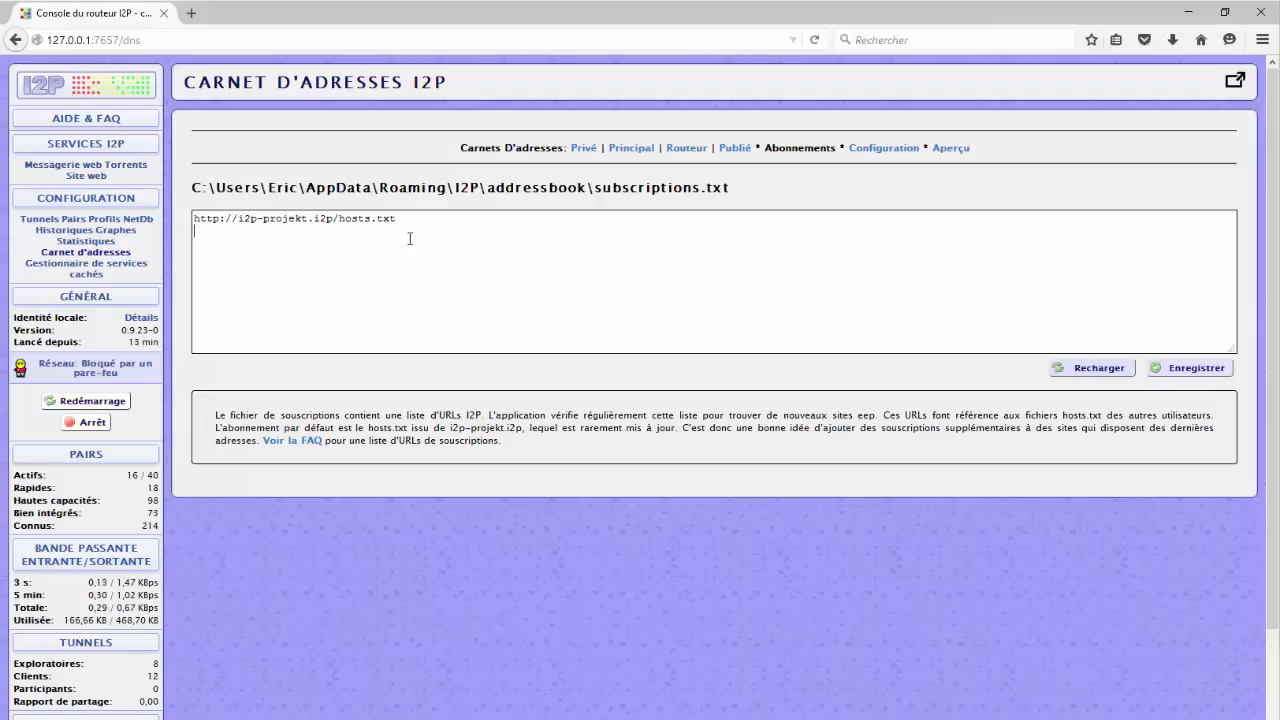 Console du routeur I2P - c...
127.0.0.1:7657/dns
Rechercher
I2P
CARNET D'ADRESSES I2P
AIDE & FAQ
SERVICES I2P
Messagerie web Torrents
Site web
CONFIGURATION
Tunnels Pairs Profils NetDb
Historiques Graphes
Statistiques
Carnet d'adresses
Gestionnaire de services
cachés
GÉNÉRAL
Identité locale: Détails
Version: 0.9.23-0
Lancé depuis: 13 min
Réseau: Bloqué par un
pare-feu
Redémarrage
Arrêt
PAIRS
Actifs: 16 / 40
Rapides: 18
Hautes capacités: 98
Bien intégrés: 73
Connus: 214
BANDE PASSANTE
ENTRANTE/SORTANTE
3 s: 0,13 / 1,47 KBps
5 min: 0,30 / 1,02 KBps
Totale: 0,29 / 0,67 KBps
Utilisée: 166,66 KB / 468,70 KB
TUNNELS
Exploratoires: 8
Clients: 12
Participants: 0
Rapport de partage: 0,00
Carnets D'adresses: Privé | Principal | Routeur | Publié * Abonnements * Configuration * Aperçu
C:\Users\Eric\AppData\Roaming\I2P\addressbook\subscriptions.txt
http://i2p-projekt.i2p/hosts.txt
Recharger
Enregistrer
Le fichier de souscriptions contient une liste d'URLs I2P. L'application vérifie régulièrement cette liste pour trouver de nouveaux sites eep. Ces URLs font référence aux fichiers hosts.txt des autres utilisateurs.
L'abonnement par défaut est le hosts.txt issu de i2p-projekt.i2p, lequel est rarement mis à jour. C'est donc une bonne idée d'ajouter des souscriptions supplémentaires à des sites qui disposent des dernières
adresses. Voir la FAQ pour une liste d'URLs de souscriptions.